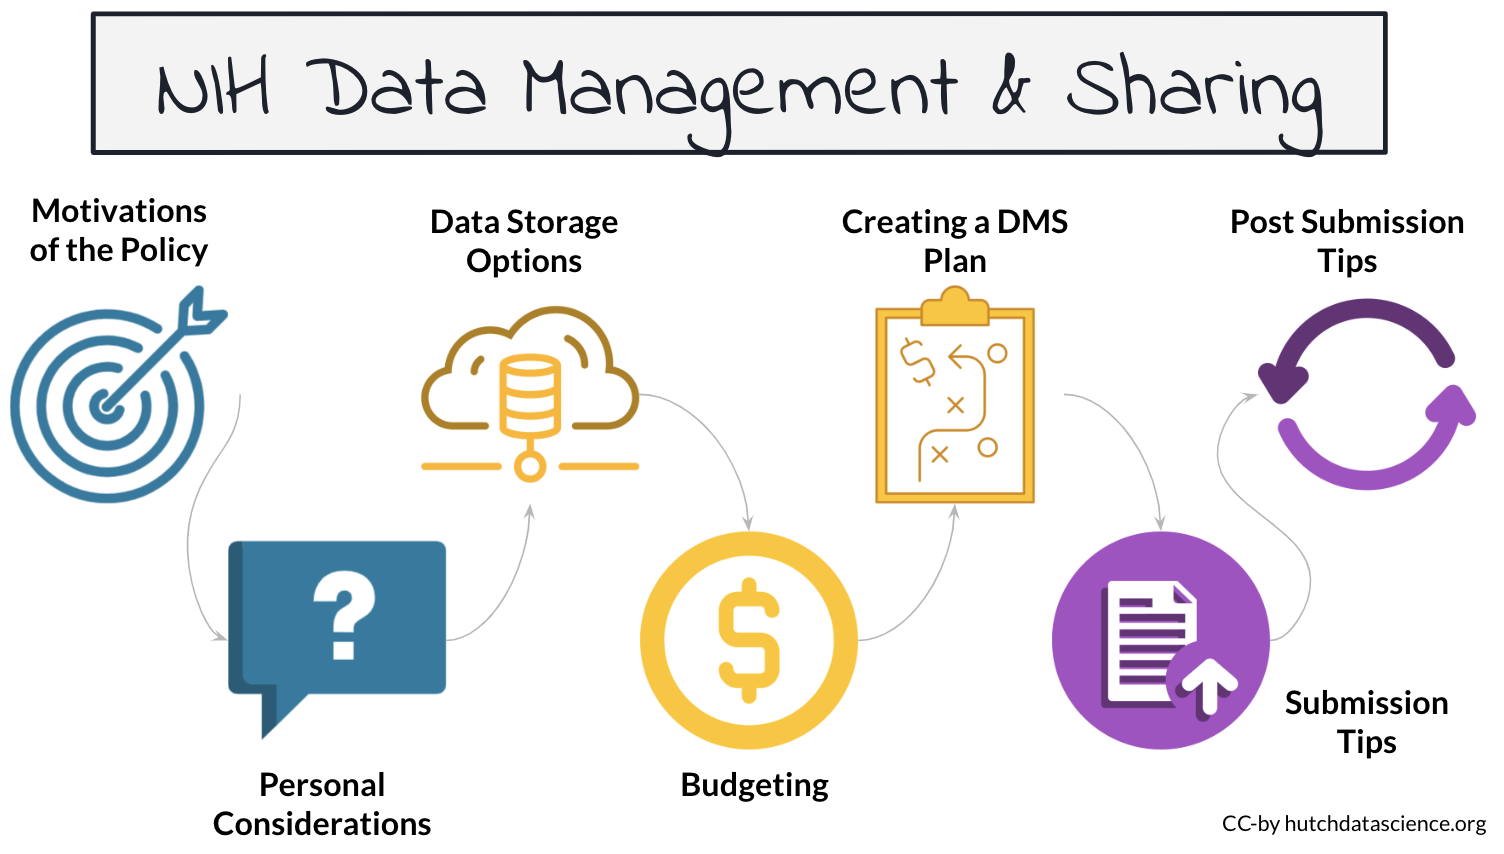 NIH Data Management & Sharing
Motivations
of the Policy
Personal
Considerations
Data Storage
Options
Budgeting
Creating a DMS
Plan
Submission
Tips
Post Submission
Tips
CC-by hutchdatascience.org